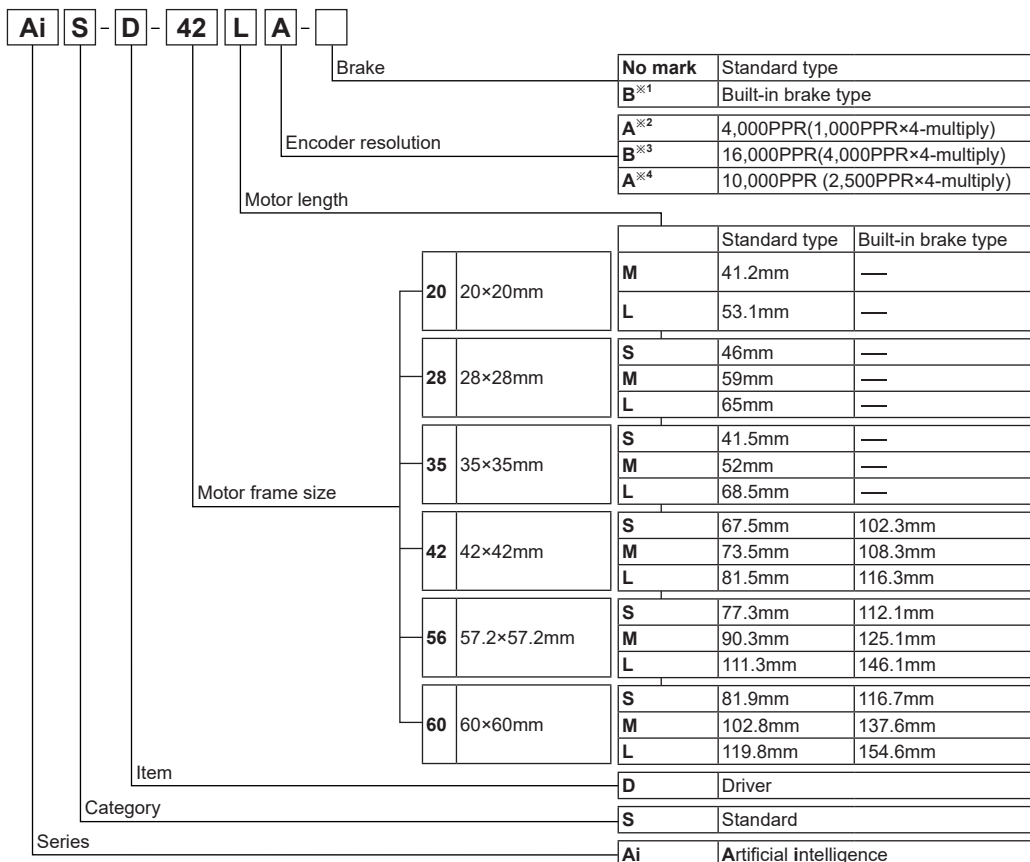 Ai S - D - 42 L A -
Brake
No mark Standard type
B※1 Built-in brake type
Encoder resolution
A※2 4,000PPR(1,000PPR×4-multiply)
B※3 16,000PPR(4,000PPR×4-multiply)
A※4 10,000PPR (2,500PPR×4-multiply)
Motor length
Standard type Built-in brake type
20 20×20mm
M 41.2mm —
L 53.1mm —
28 28×28mm
S 46mm —
M 59mm —
L 65mm —
35 35×35mm
S 41.5mm —
M 52mm —
L 68.5mm —
Motor frame size
42 42×42mm
S 67.5mm 102.3mm
M 73.5mm 108.3mm
L 81.5mm 116.3mm
56 57.2×57.2mm
S 77.3mm 112.1mm
M 90.3mm 125.1mm
L 111.3mm 146.1mm
60 60×60mm
S 81.9mm 116.7mm
M 102.8mm 137.6mm
L 119.8mm 154.6mm
Item
D Driver
Category
S Standard
Series
Ai Artificial intelligence